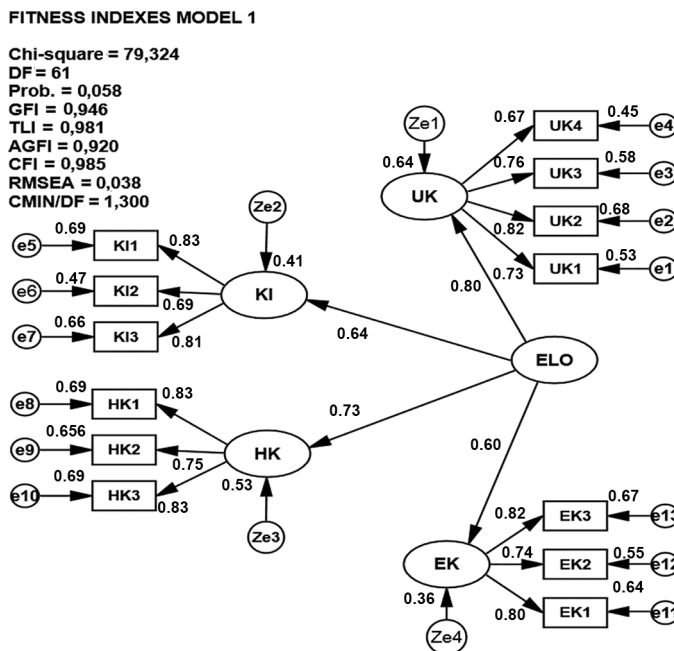 FITNESS INDEXES MODEL 1
Chi-square = 79,324
DF = 61
Prob. = 0,058
GFI = 0,946
TLI = 0,981
AGFI = 0,920
CFI = 0,985
RMSEA = 0,038
CMIN/DF = 1,300
Ze1
0.64
UK
0.67
UK4
0.45
e4
0.76
UK3
0.58
e3
0.82
UK2
0.68
e2
0.73
UK1
0.53
e1
0.80
Ze2
0.41
e5
0.69
KI1
0.83
e6
0.47
KI2
0.69
e7
0.66
KI3
0.81
KI
0.64
ELO
e8
0.69
HK1
0.83
e9
0.656
HK2
0.75
e10
0.69
HK3
0.83
HK
0.53
Ze3
0.73
0.60
EK
0.36
Ze4
0.82
EK3
0.67
e13
0.74
EK2
0.55
e12
0.80
EK1
0.64
e11